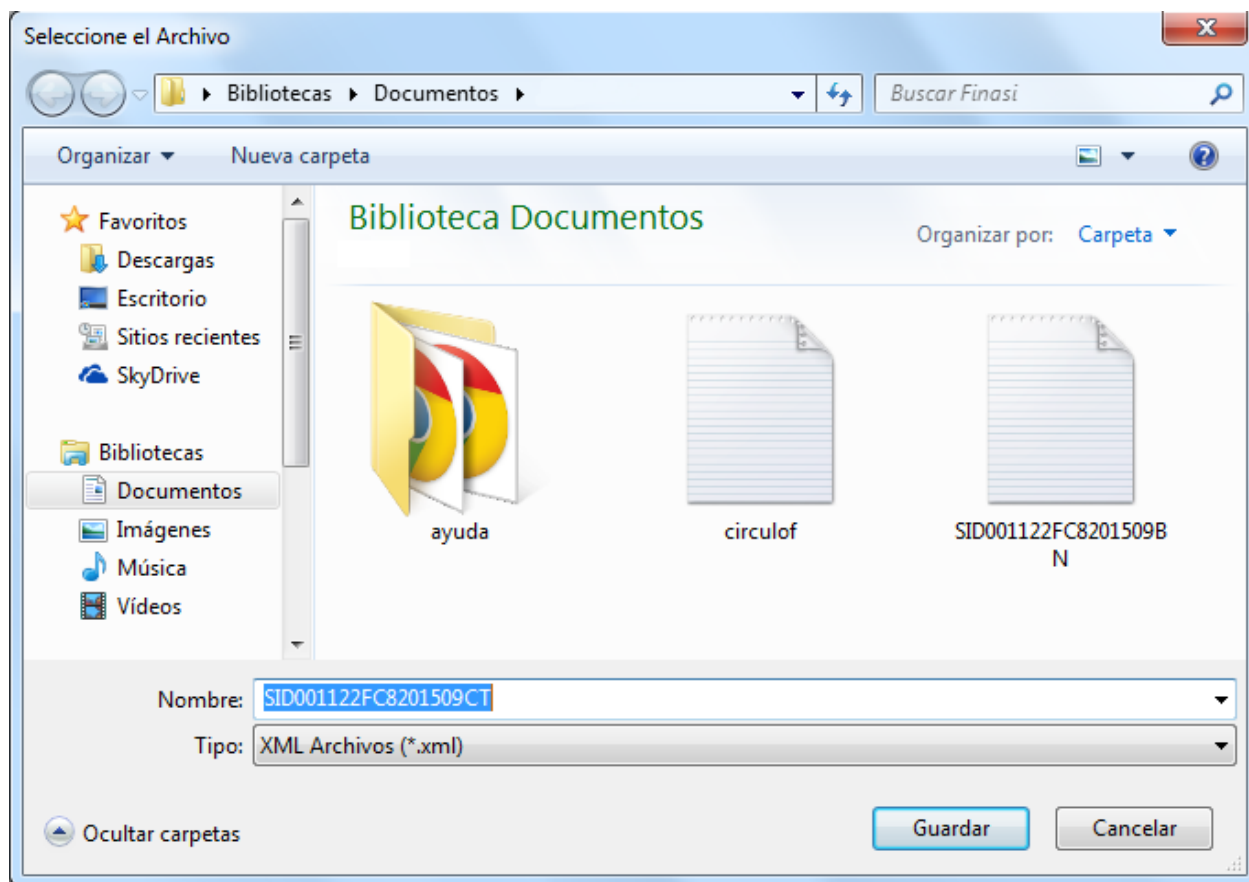 Seleccione el Archivo
Bibliotecas Documentos
Buscar Finasi
Organizar
Nueva carpeta
Favoritos
Descargas
Escritorio
Sitios recientes
SkyDrive
Bibliotecas
Documentos
Imágenes
Música
Vídeos
Biblioteca Documentos
Organizar por: Carpeta
ayuda
circulof
SID001122FC8201509B
N
Nombre: SID001122FC8201509CT
Tipo: XML Archivos (*.xml)
Ocultar carpetas
Guardar
Cancelar